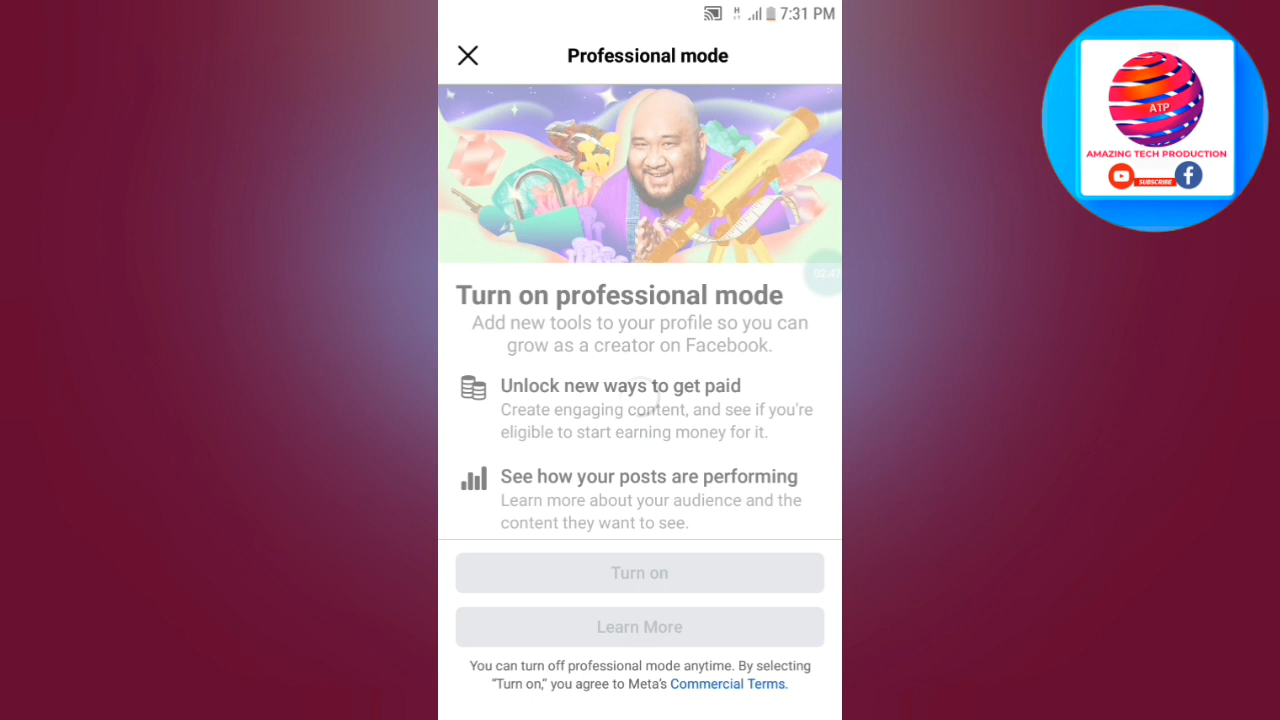 H
7:31 PM
Professional mode
ATP
AMAZING TECH PRODUCTION
SUBSCRIBE
02:47
Turn on professional mode
Add new tools to your profile so you can
grow as a creator on Facebook.
Unlock new ways to get paid
Create engaging content, and see if you're
eligible to start earning money for it.
See how your posts are performing
Learn more about your audience and the
content they want to see.
Turn on
Learn More
You can turn off professional mode anytime. By selecting
“Turn on,” you agree to Meta’s Commercial Terms.